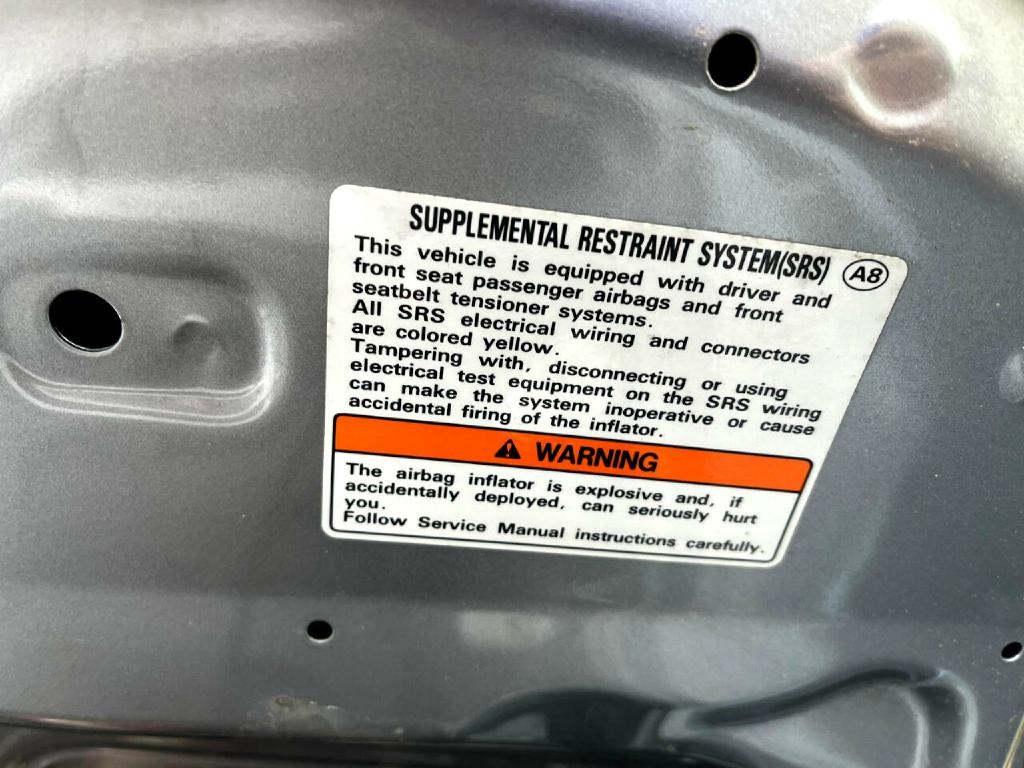 SUPPLEMENTAL RESTRAINT SYSTEM(SRS) A8
This vehicle is equipped with driver and
front seat passenger airbags and front
seatbelt tensioner systems.
All SRS electrical wiring and connectors
are colored yellow.
Tampering with, disconnecting or using
electrical test equipment on the SRS wiring
can make the system inoperative or cause
accidental firing of the inflator.
WARNING
The airbag inflator is explosive and, if
accidentally deployed, can seriously hurt
you.
Follow Service Manual instructions carefully.